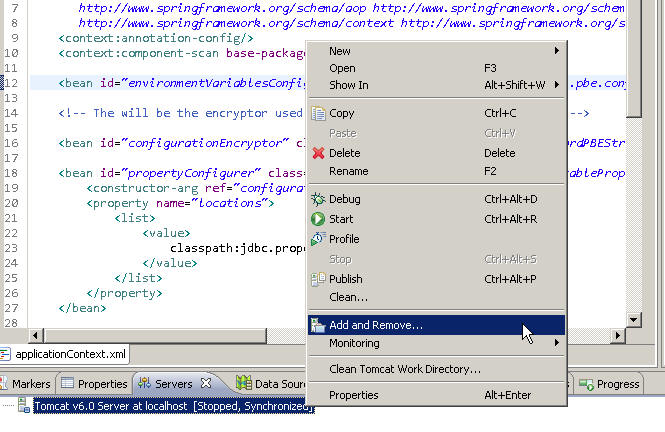 7 http://www.springframework.org/schema/aop http://www.springframework.org/schem
8 http://www.springframework.org/schema/context http://www.springframework.org/s
9 <context:annotation-config/>
10 <context:component-scan base-package
11
12 <bean id="environmentVariablesConfig .pbe.conf
13
14 <!-- The will be the encryptor used -->
15
16 <bean id="configurationEncryptor" cl ordPBEStr
17
18 <bean id="propertyConfigurer" class= ableProp
19 <constructor-arg ref="configurat
20 <property name="locations">
21 <list>
22 <value>
23 classpath:jdbc.prope
24 </value>
25 </list>
26 </property>
27 </bean>
28
New
Open F3
Show In Alt+Shift+W
Copy Ctrl+C
Paste Ctrl+V
Delete Delete
Rename F2
Debug Ctrl+Alt+D
Start Ctrl+Alt+R
Profile
Stop Ctrl+Alt+S
Publish Ctrl+Alt+P
Clean...
Add and Remove...
Monitoring
Clean Tomcat Work Directory...
Properties Alt+Enter
applicationContext.xml
Markers Properties Servers Data Sour s Progress
Tomcat v6.0 Server at localhost [Stopped, Synchronized]